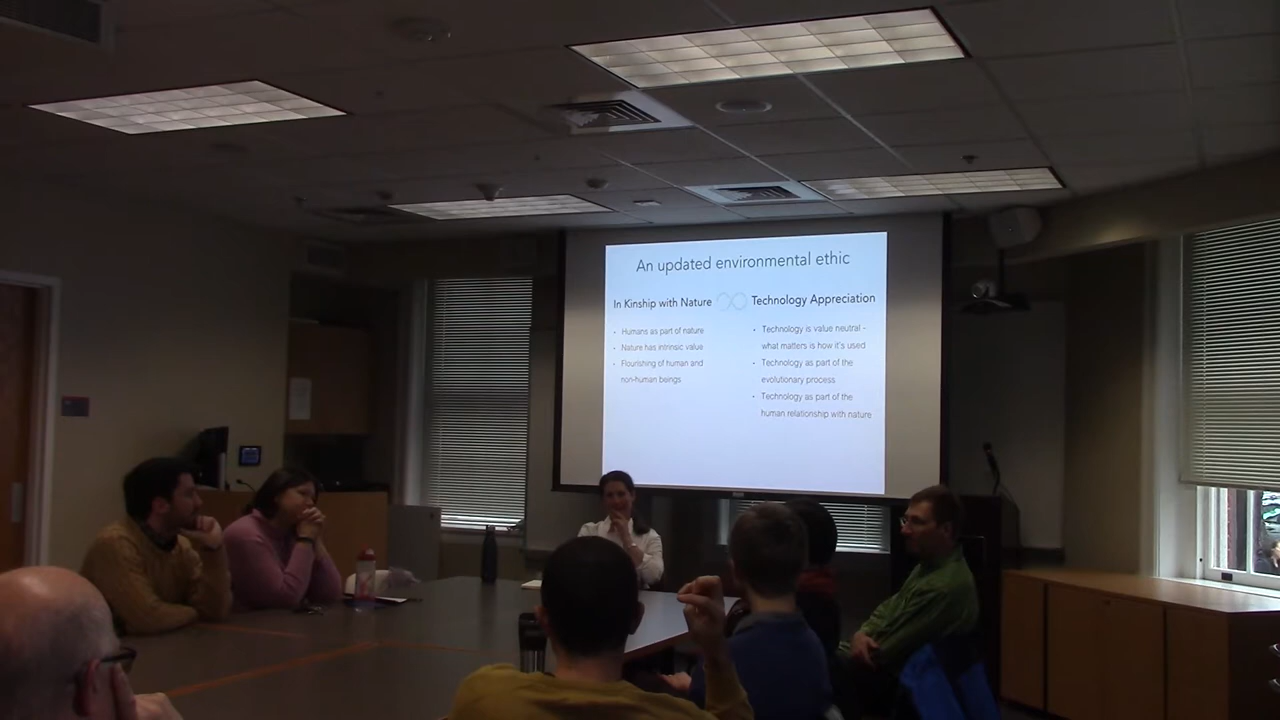 An updated environmental ethic
In Kinship with Nature
• Humans as part of nature
• Nature has intrinsic value
• Flourishing of human and
non-human beings
Technology Appreciation
• Technology is value neutral -
what matters is how it's used
• Technology as part of the
evolutionary process
• Technology as part of the
human relationship with nature